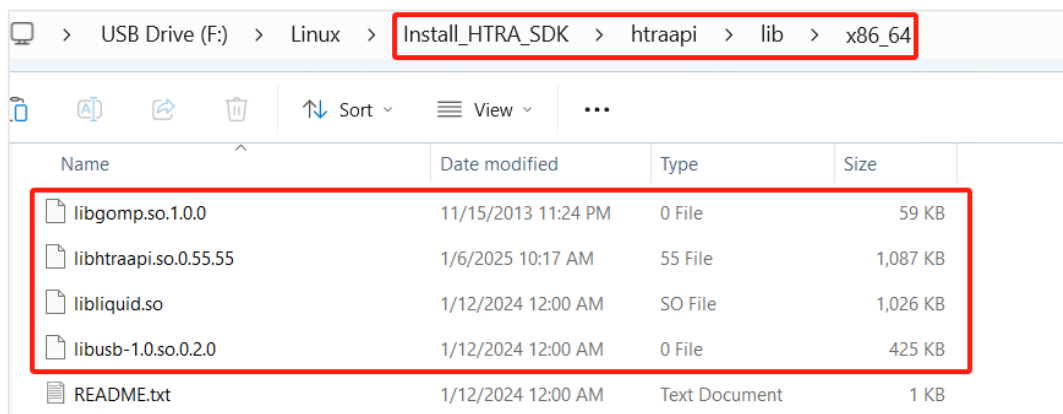 > USB Drive (F:) > Linux > Install_HTRA_SDK > htraapi > lib > x86_64
Sort View •••
Name Date modified Type Size
libgomp.so.1.0.0 11/15/2013 11:24 PM 0 File 59 KB
libhtraapi.so.0.55.55 1/6/2025 10:17 AM 55 File 1,087 KB
libliquid.so 1/12/2024 12:00 AM SO File 1,026 KB
libusb-1.0.so.0.2.0 1/12/2024 12:00 AM 0 File 425 KB
README.txt 1/12/2024 12:00 AM Text Document 1 KB